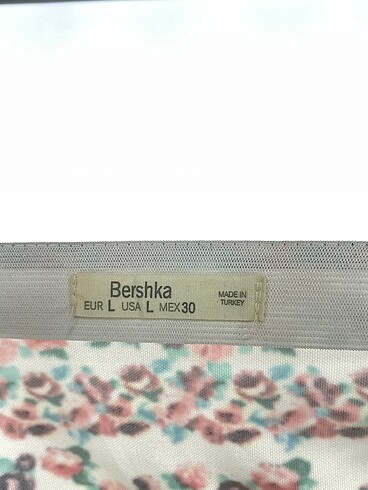 Bershka
EUR L USA L MEX 30
MADE IN
TURKEY